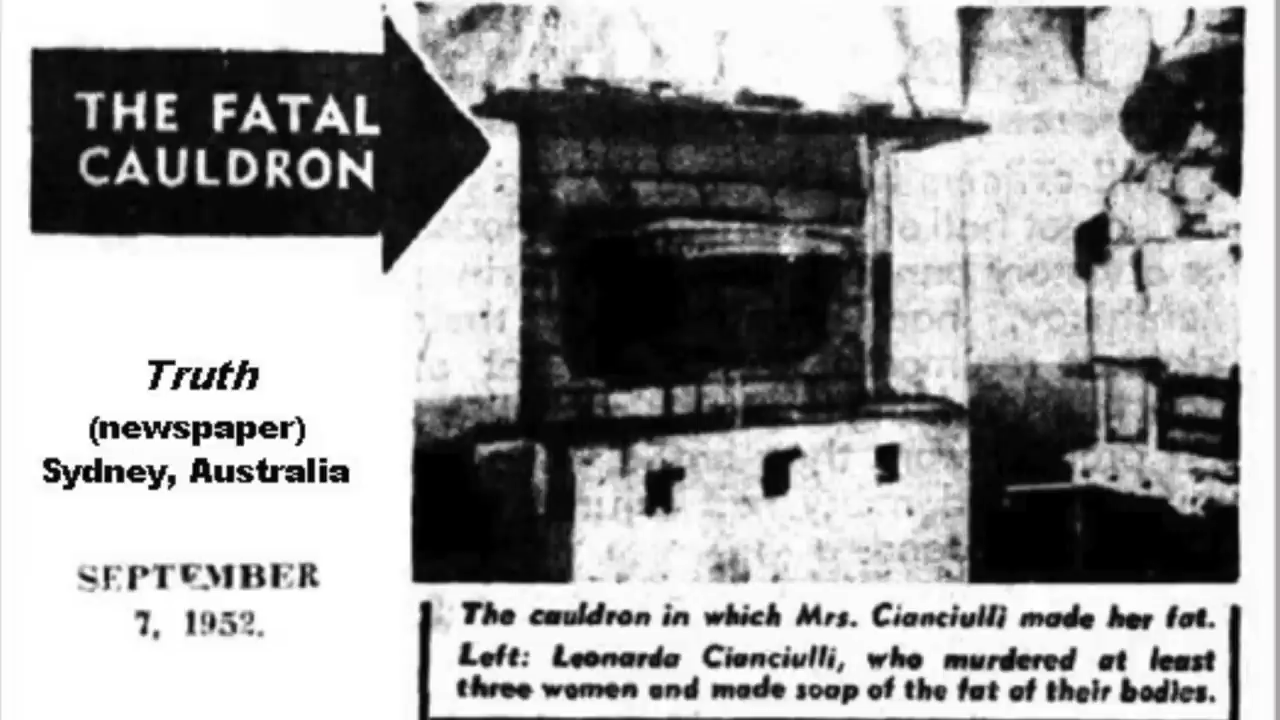 THE FATAL
CAULDRON
Truth
(newspaper)
Sydney, Australia
SEPTEMBER
7, 1952.
The cauldron in which Mrs. Cianciulli made her fat.
Left: Leonarda Cianciulli, who murdered at least
three women and made soap of the fat of their bodies.